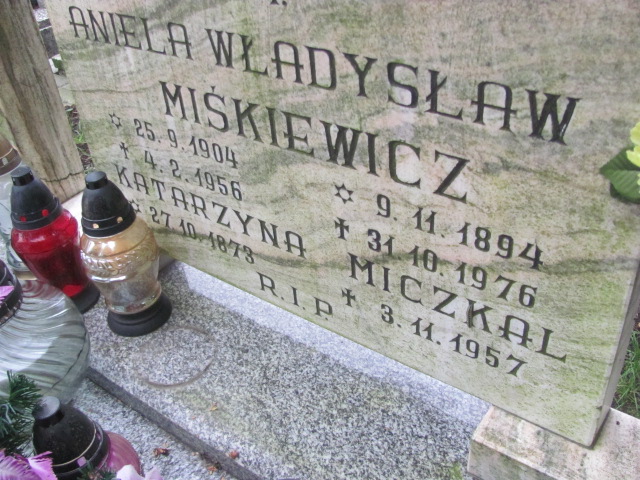 ANIELA WŁADYSŁAW
MIŚKIEWICZ
✡ 25.9.1904 ✡ 9.11.1894
✝ 4.2.1956 ✝ 31.10.1976
KATARZYNA MICZKAL
✡ 27.10.1873 ✝ 3.11.1957
R.I P